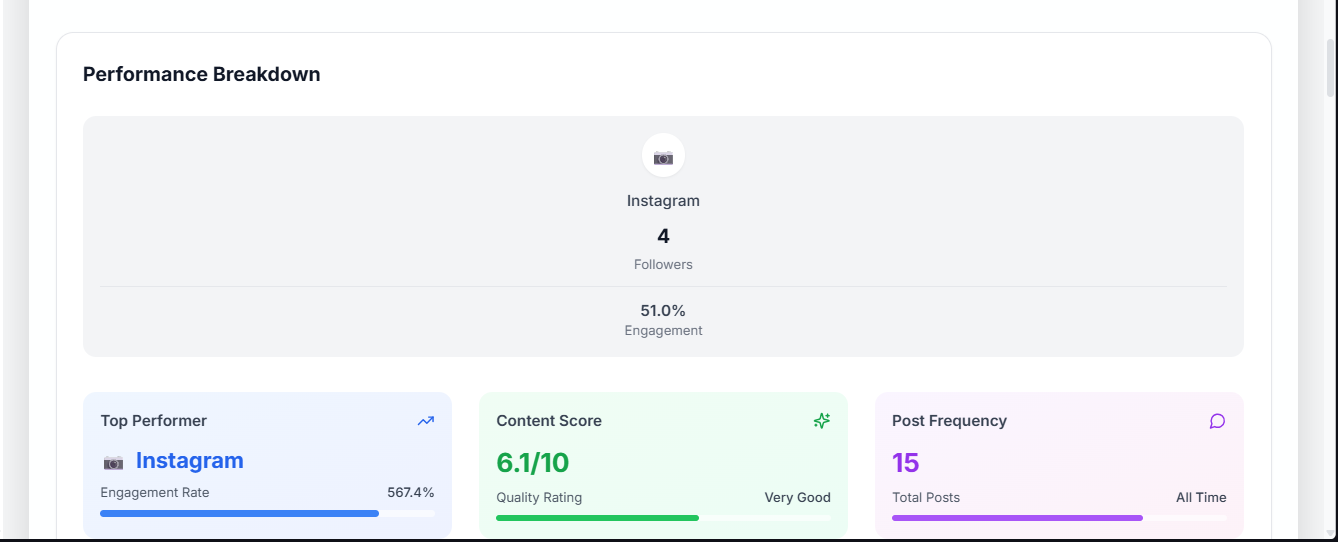 Performance Breakdown
Instagram
4
Followers
51.0%
Engagement
Top Performer
Instagram
Engagement Rate 567.4%
Content Score
6.1/10
Quality Rating Very Good
Post Frequency
15
Total Posts All Time